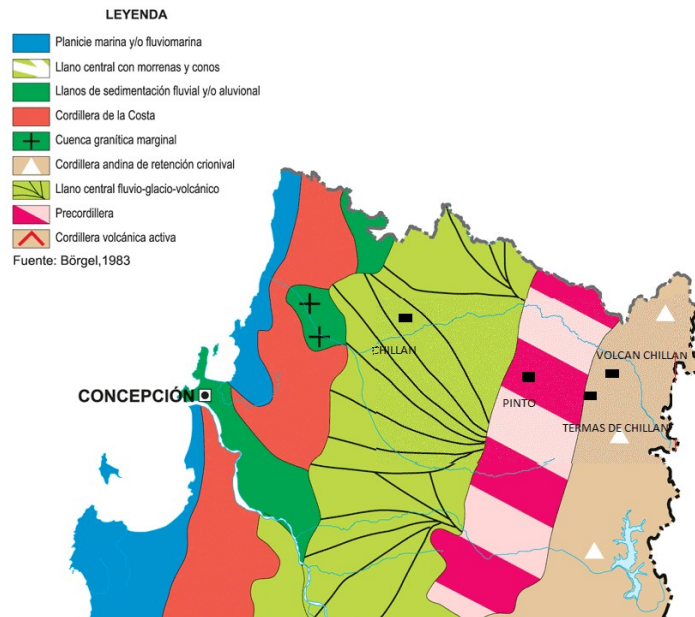 LEYENDA
Planicie marina y/o fluviomarina
Llano central con morrenas y conos
Llanos de sedimentación fluvial y/o aluvional
Cordillera de la Costa
Cuenca granítica marginal
Cordillera andina de retención crionival
Llano central fluvio-glacio-volcánico
Precordillera
Cordillera volcánica activa
Fuente: Börgel,1983
CHILLAN
VOLCAN CHILLAN
CONCEPCIÓN
PINTO
TERMAS DE CHILLAN